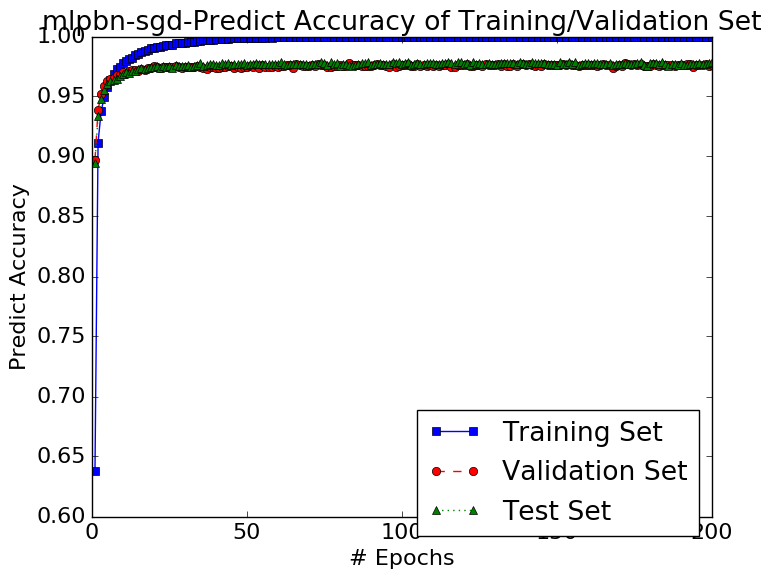 mlpbn-sgd-Predict Accuracy of Training/Validation Set
1.00
0.95
0.90
0.85
0.80
0.75
0.70
0.65
0.60
Predict Accuracy
Training Set
Validation Set
Test Set
0 50 100 150 200
# Epochs